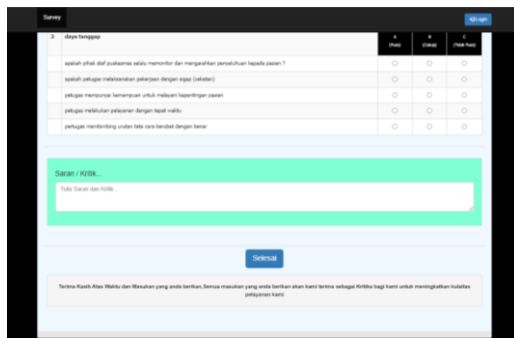 Survey
Login
2 daya tanggap A B C
(Puas) (Cukup) (Tidak Puas)
apakah pihak staf puskesmas selalu memonitor dan mengarahkan penyuluhan kepada pasien ?
apakah petugas melaksanakan pekerjaan dengan sigap (cekatan)
petugas mempunyai kemampuan untuk melayani kepentingan pasien
petugas melakukan pelayanan dengan tepat waktu
pertugas membimbing urutan tata cara berobat dengan benar
Saran / Kritik...
Tulis Saran dan Kritik...
Selesai
Terima Kasih Atas Waktu dan Masukan yang anda berikan,Semua masukan yang anda berikan akan kami terima sebagai Kritiks bagi kami untuk meningkatkan kulaitas
pelayanan kami